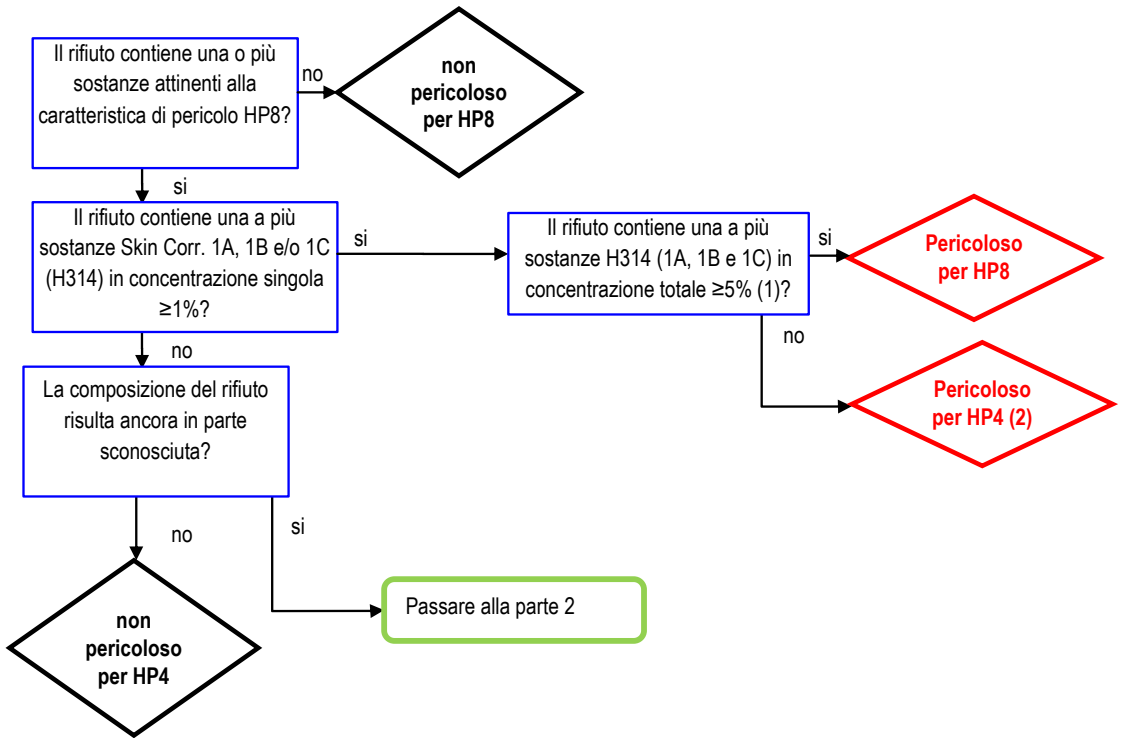 Il rifiuto contiene una o più
sostanze attinenti alla
caratteristica di pericolo HP8?
no
non
pericoloso
per HP8
si
Il rifiuto contiene una a più
sostanze Skin Corr. 1A, 1B e/o 1C
(H314) in concentrazione singola
≥1%?
si
Il rifiuto contiene una a più
sostanze H314 (1A, 1B e 1C) in
concentrazione totale ≥5% (1)?
si
Pericoloso
per HP8
no
Pericoloso
per HP4 (2)
no
La composizione del rifiuto
risulta ancora in parte
sconosciuta?
no
si
non
pericoloso
per HP4
Passare alla parte 2